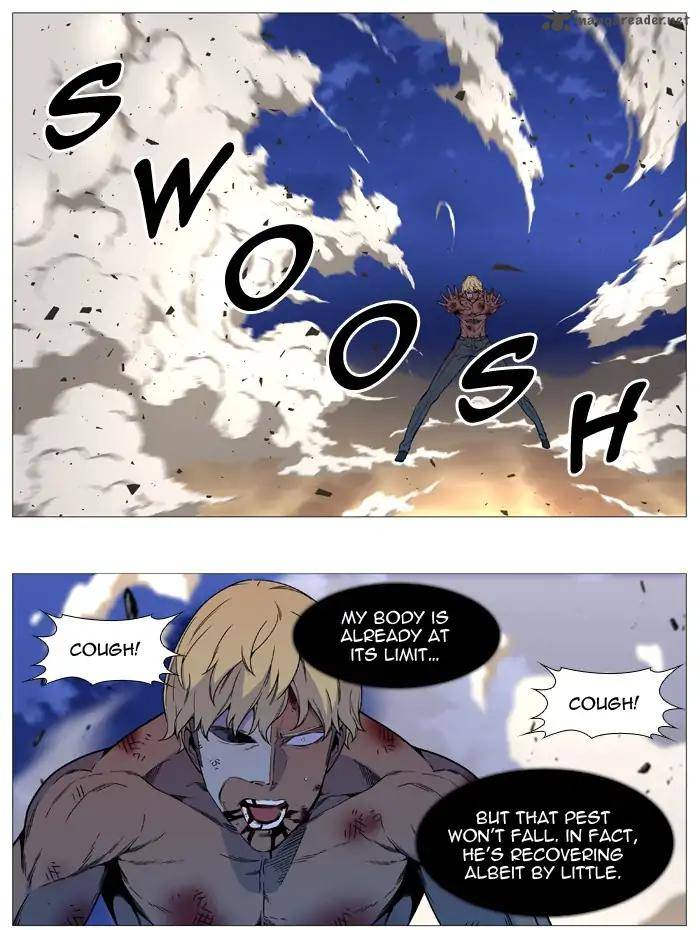 mangareader.net
SWOOSH
COUGH!
MY BODY IS
ALREADY AT
ITS LIMIT...
COUGH!
BUT THAT PEST
WON'T FALL. IN FACT,
HE'S RECOVERING
ALBEIT BY LITTLE.